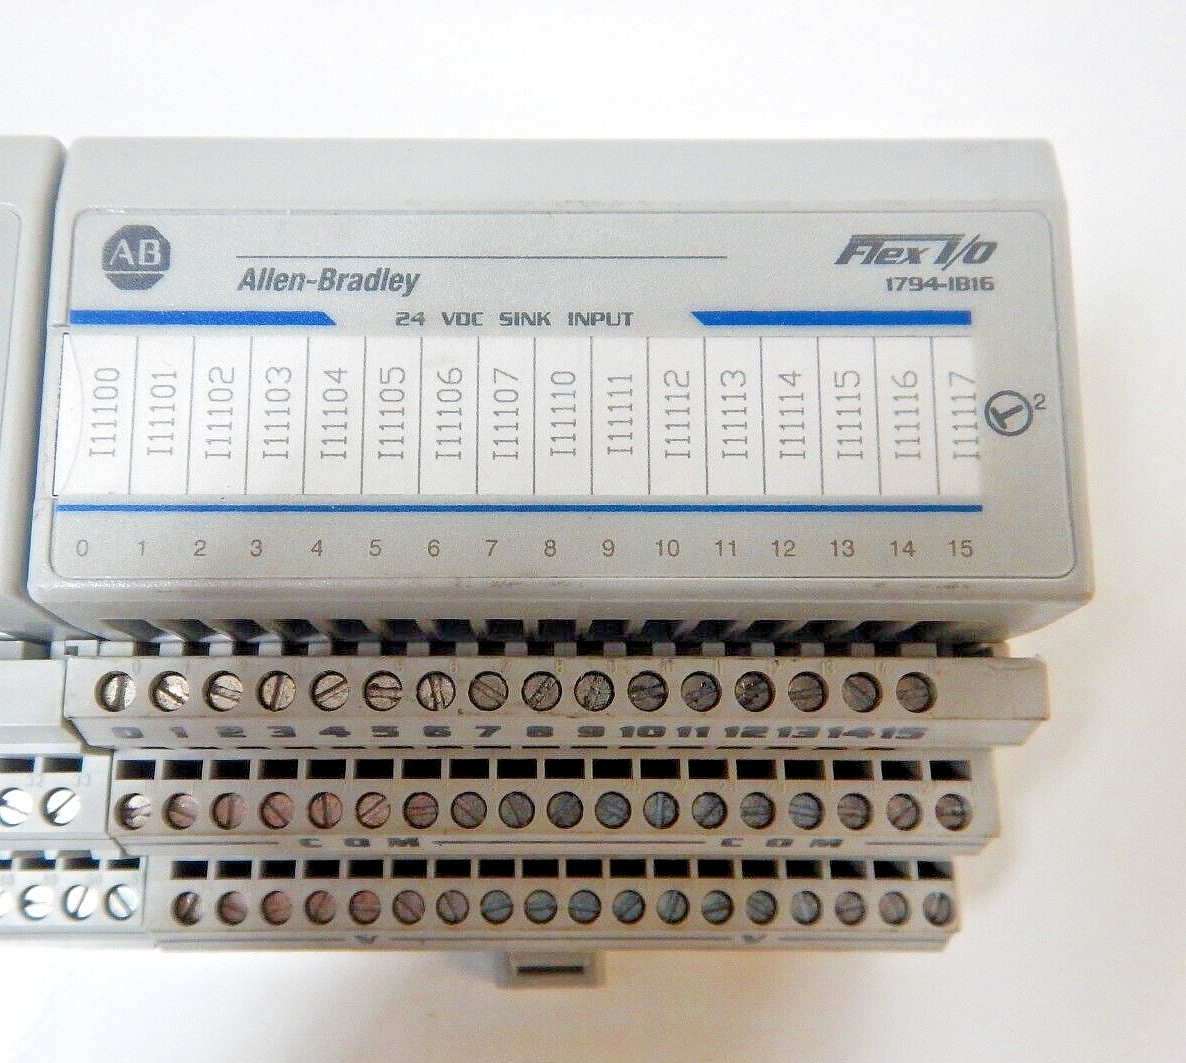 AB
Allen-Bradley
Flex I/O
1794-IB16
24 VDC SINK INPUT
I11100 I11101 I11102 I11103 I11104 I11105 I11106 I11107 I11110 I11111 I11112 I11113 I11114 I11115 I11116 I11117
2
0 1 2 3 4 5 6 7 8 9 10 11 12 13 14 15
0 1 2 3 4 5 6 7 8 9 10 11 12 13 14 15
COM COM
V V